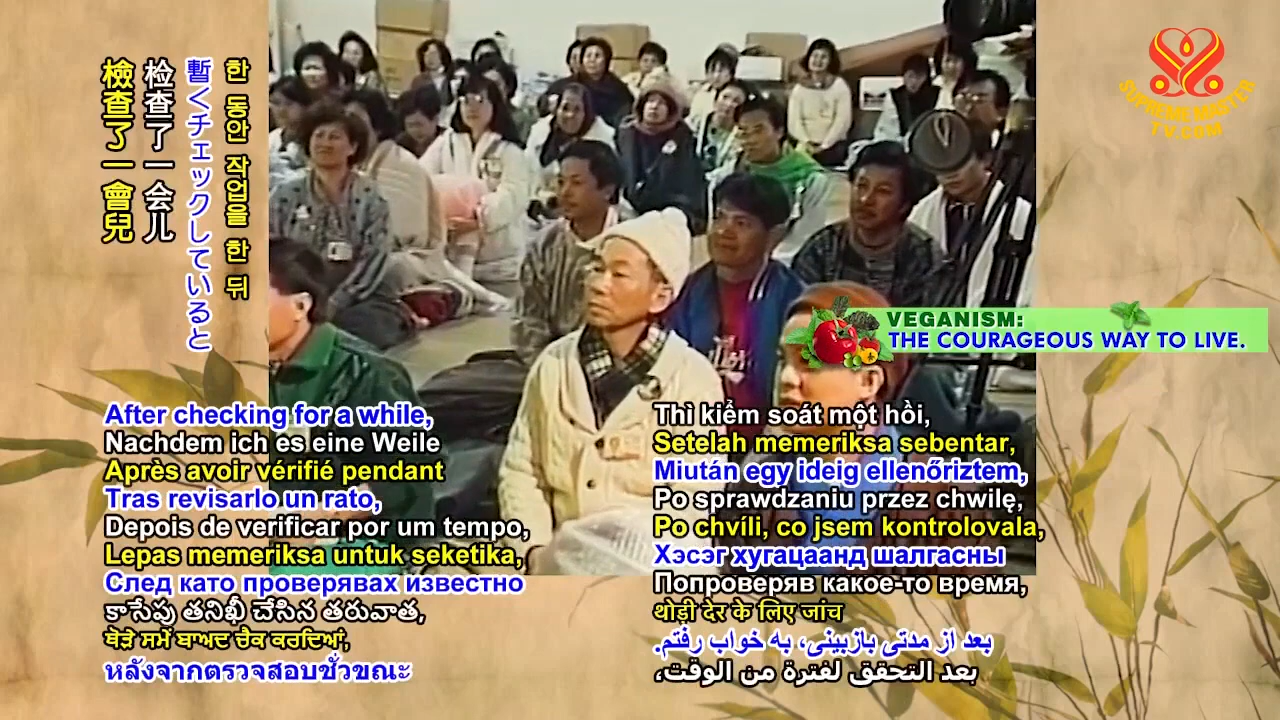 檢查了一會兒
检查了一会儿
暫くチェックしていると
한 동안 작업을 한 뒤
SUPREME MASTER
TV.COM
VEGANISM:
THE COURAGEOUS WAY TO LIVE.
After checking for a while,
Nachdem ich es eine Weile
Après avoir vérifié pendant
Tras revisarlo un rato,
Depois de verificar por um tempo,
Lepas memeriksa untuk seketika,
След като проверявах известно
కాసేపు తనిఖీ చేసిన తరువాత,
ਥੋੜੇ ਸਮੇਂ ਬਾਅਦ ਚੈਕ ਕਰਦਿਆਂ,
หลังจากตรวจสอบชั่วขณะ
Thì kiểm soát một hồi,
Setelah memeriksa sebentar,
Miután egy ideig ellenőriztem,
Po sprawdzaniu przez chwilę,
Po chvíli, co jsem kontrolovala,
Хэсэг хугацаанд шалгасны
Попроверяв какое-то время,
थोड़ी देर के लिए जांच
بعد از مدتی بازبینی، به خواب رفتم.
بعد التحقق لفترة من الوقت،